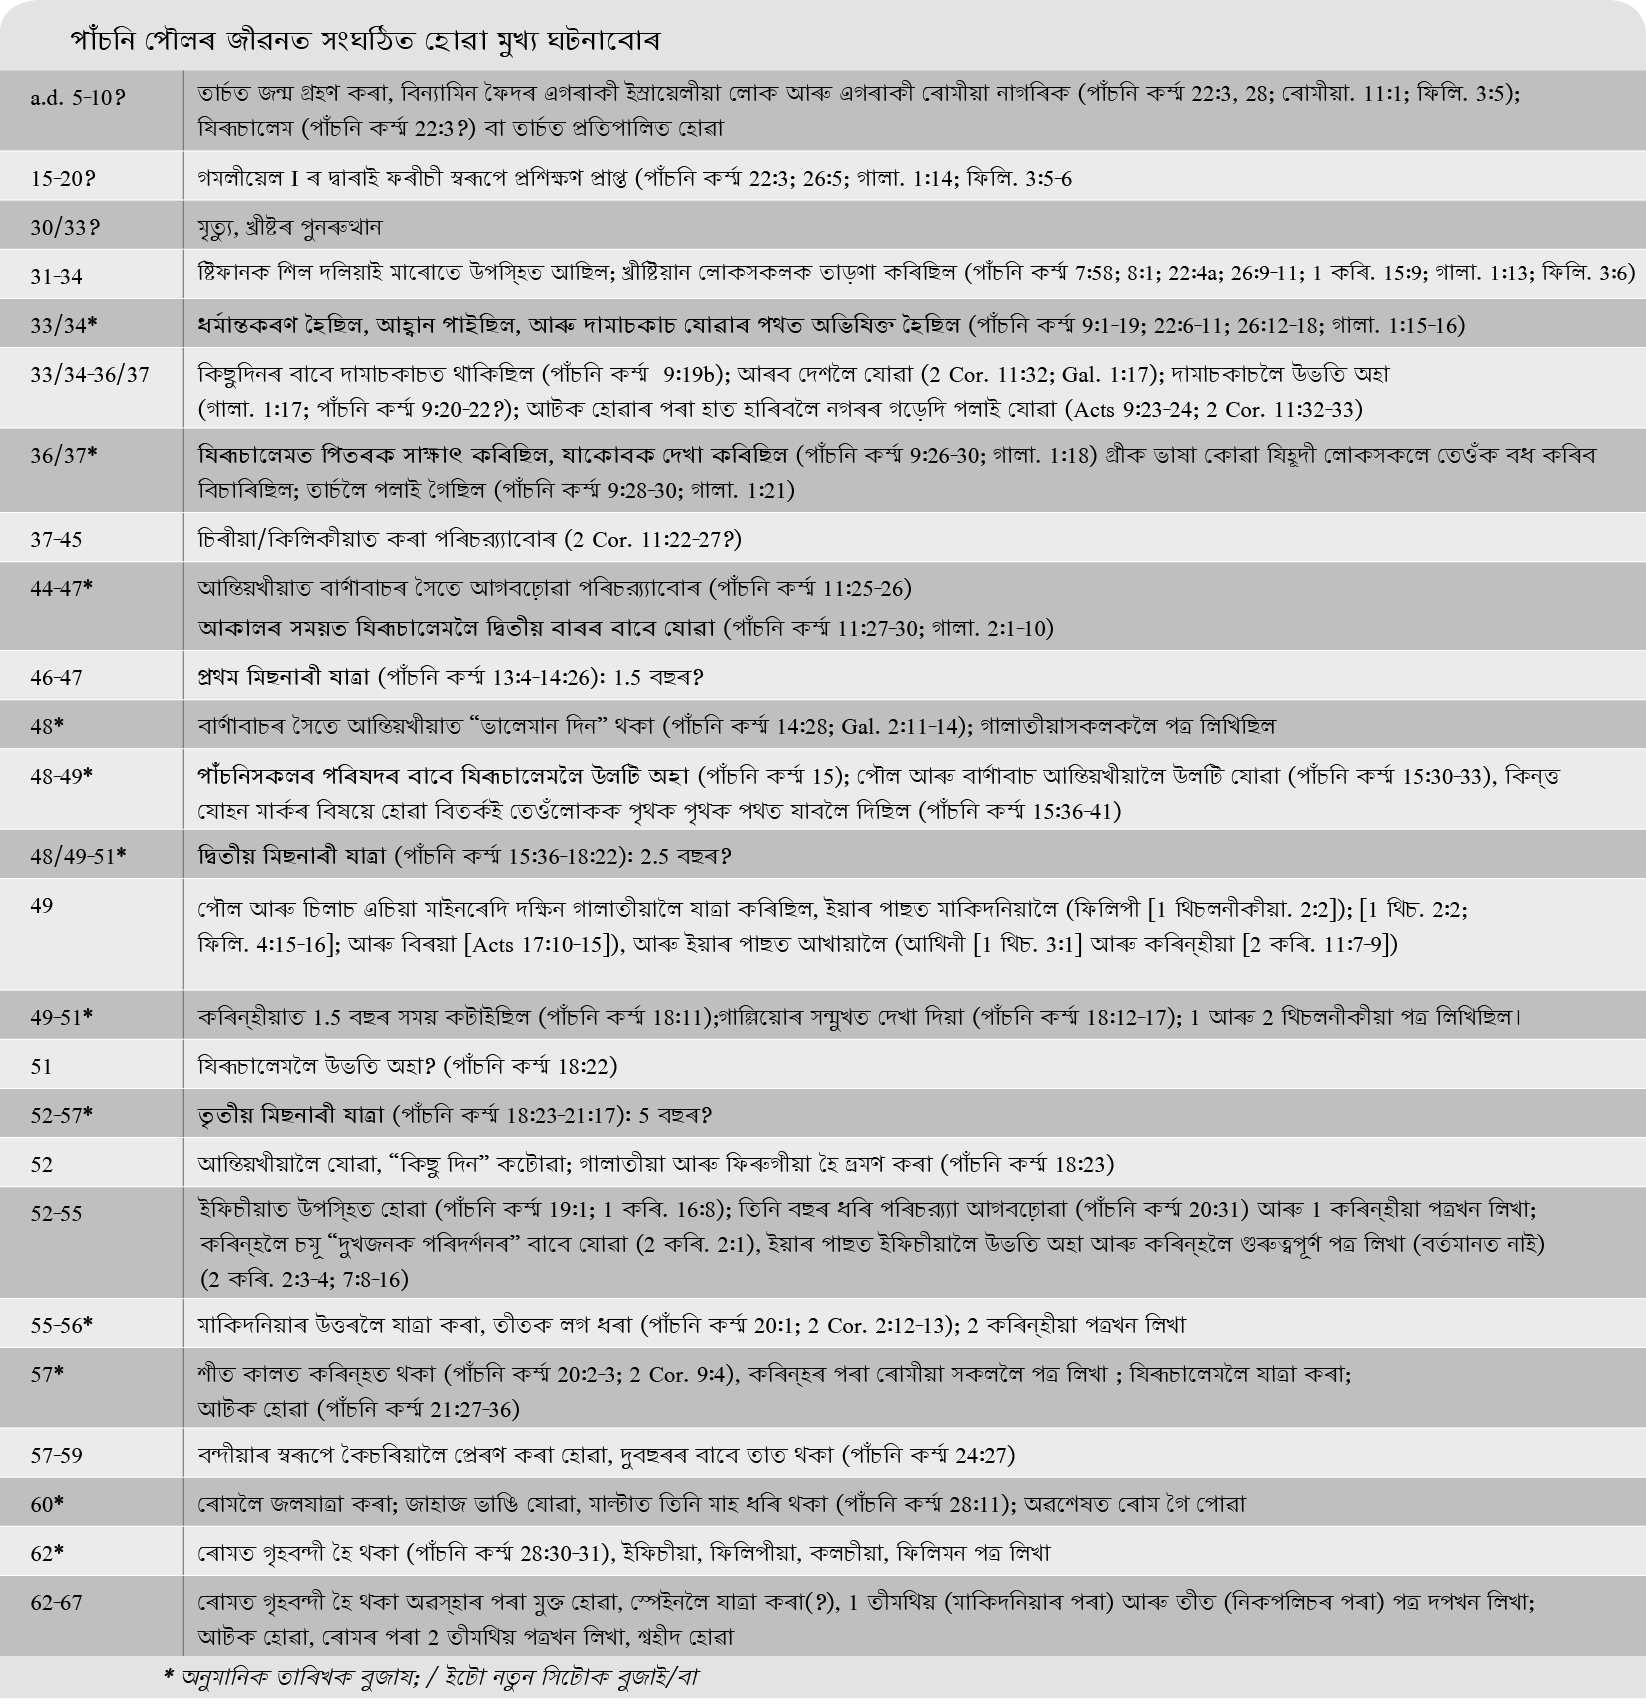 পাঁচনি পৌলৰ জীৱনত সংঘঠিত হোৱা মুখ্য ঘটনাবোৰ
a.d. 5-10?
তাৰ্চত জন্ম গ্ৰহণ কৰা, বিন্যামিন ফৈদৰ এগৰাকী ইস্ৰায়েলীয়া লোক আৰু এগৰাকী ৰোমীয়া নাগৰিক (পাঁচনি কৰ্ম্ম 22:3, 28; ৰোমীয়া. 11:1; ফিলি. 3:5);
যিৰূচালেম (পাঁচনি কৰ্ম্ম 22:3?) বা তাৰ্চত প্ৰতিপালিত হোৱা
15-20?
গমলীয়েল I ৰ দ্বাৰাই ফৰীচী স্বৰূপে প্ৰশিক্ষণ প্ৰাপ্ত (পাঁচনি কৰ্ম্ম 22:3; 26:5; গালা. 1:14; ফিলি. 3:5-6
30/33?
মৃত্যু, খ্ৰীষ্টৰ পুনৰুত্থান
31-34
ষ্টিফানক শিল দলিয়াই মাৰোতে উপস্হিত আছিল; খ্ৰীষ্টিয়ান লোকসকলক তাড়ণা কৰিছিল (পাঁচনি কৰ্ম্ম 7:58; 8:1; 22:4a; 26:9-11; 1 কৰি. 15:9; গালা. 1:13; ফিলি. 3:6)
33/34*
ধৰ্মান্তকৰণ হৈছিল, আহ্বান পাইছিল, আৰু দামাচকাচ যোৱাৰ পথত অভিষিক্ত হৈছিল (পাঁচনি কৰ্ম্ম 9:1-19; 22:6-11; 26:12-18; গালা. 1:15-16)
33/34-36/37
কিছুদিনৰ বাবে দামাচকাচত থাকিছিল (পাঁচনি কৰ্ম্ম 9:19b); আৰব দেশলৈ যোৱা (2 Cor. 11:32; Gal. 1:17); দামাচকাচলৈ উভতি অহা
(গালা. 1:17; পাঁচনি কৰ্ম্ম 9:20-22?); আটক হোৱাৰ পৰা হাত হাৰিবলৈ নগৰৰ গড়েদি পলাই যোৱা (Acts 9:23-24; 2 Cor. 11:32-33)
36/37*
যিৰূচালেমত পিতৰক সাক্ষাৎ কৰিছিল, যাকোবক দেখা কৰিছিল (পাঁচনি কৰ্ম্ম 9:26-30; গালা. 1:18) গ্ৰীক ভাষা কোৱা যিহূদী লোকসকলে তেওঁক বধ কৰিব
বিচাৰিছিল; তাৰ্চলৈ পলাই গৈছিল (পাঁচনি কৰ্ম্ম 9:28-30; গালা. 1:21)
37-45
চিৰীয়া/কিলিকীয়াত কৰা পৰিচৰ্য্যাবোৰ (2 Cor. 11:22-27?)
44-47*
আন্তিয়খীয়াত বাৰ্ণাবাচৰ সৈতে আগবঢ়োৱা পৰিচৰ্য্যাবোৰ (পাঁচনি কৰ্ম্ম 11:25-26)
আকালৰ সময়ত যিৰূচালেমলৈ দ্বিতীয় বাৰৰ বাবে যোৱা (পাঁচনি কৰ্ম্ম 11:27-30; গালা. 2:1-10)
46-47
প্ৰথম মিছনাৰী যাত্ৰা (পাঁচনি কৰ্ম্ম 13:4-14:26): 1.5 বছৰ?
48*
বাৰ্ণাবাচৰ সৈতে আন্তিয়খীয়াত “ভালেমান দিন” থকা (পাঁচনি কৰ্ম্ম 14:28; Gal. 2:11-14); গালাতীয়াসকলকলৈ পত্ৰ লিখিছিল
48-49*
পাঁচনিসকলৰ পৰিষদৰ বাবে যিৰূচালেমলৈ উলটি অহা (পাঁচনি কৰ্ম্ম 15); পৌল আৰু বাৰ্ণাবাচ আন্তিয়খীয়ালৈ উলটি যোৱা (পাঁচনি কৰ্ম্ম 15:30-33), কিন্ত্ত
যোহন মাৰ্কৰ বিষয়ে হোৱা বিতৰ্কই তেওঁলোকক পৃথক পৃথক পথত যাবলৈ দিছিল (পাঁচনি কৰ্ম্ম 15:36-41)
48/49-51*
দ্বিতীয় মিছনাৰী যাত্ৰা (পাঁচনি কৰ্ম্ম 15:36-18:22): 2.5 বছৰ?
49
পৌল আৰু চিলাচ এচিয়া মাইনৰেদি দক্ষিন গালাতীয়ালৈ যাত্ৰা কৰিছিল, ইয়াৰ পাছত মাকিদনিয়ালৈ (ফিলিপী [1 থিচলনীকীয়া. 2:2]); [1 থিচ. 2:2;
ফিলি. 4:15-16]; আৰু বিৰয়া [Acts 17:10-15]), আৰু ইয়াৰ পাছত আখায়ালৈ (আথিনী [1 থিচ. 3:1] আৰু কৰিন্হীয়া [2 কৰি. 11:7-9])
49-51*
কৰিন্হীয়াত 1.5 বছৰ সময় কটাইছিল (পাঁচনি কৰ্ম্ম 18:11);গাল্লিয়োৰ সন্মুখত দেখা দিয়া (পাঁচনি কৰ্ম্ম 18:12-17); 1 আৰু 2 থিচলনীকীয়া পত্ৰ লিখিছিল।
51
যিৰূচালেমলৈ উভতি অহা? (পাঁচনি কৰ্ম্ম 18:22)
52-57*
তৃতীয় মিছনাৰী যাত্ৰা (পাঁচনি কৰ্ম্ম 18:23-21:17): 5 বছৰ?
52
আন্তিয়খীয়ালৈ যোৱা, “কিছু দিন” কটোৱা; গালাতীয়া আৰু ফিৰুগীয়া হৈ ভ্ৰমণ কৰা (পাঁচনি কৰ্ম্ম 18:23)
52-55
ইফিচীয়াত উপস্হিত হোৱা (পাঁচনি কৰ্ম্ম 19:1; 1 কৰি. 16:8); তিনি বছৰ ধৰি পৰিচৰ্য্যা আগবঢ়োৱা (পাঁচনি কৰ্ম্ম 20:31) আৰু 1 কৰিন্হীয়া পত্ৰখন লিখা;
কৰিন্হলৈ চমূ “দুখজনক পৰিদৰ্শনৰ” বাবে যোৱা (2 কৰি. 2:1), ইয়াৰ পাছত ইফিচীয়ালৈ উভতি অহা আৰু কৰিন্হলৈ গুৰুত্বপূৰ্ণ পত্ৰ লিখা (বৰ্তমানত নাই)
(2 কৰি. 2:3-4; 7:8-16)
55-56*
মাকিদনিয়াৰ উত্তৰলৈ যাত্ৰা কৰা, তীতক লগ ধৰা (পাঁচনি কৰ্ম্ম 20:1; 2 Cor. 2:12-13); 2 কৰিন্হীয়া পত্ৰখন লিখা
57*
শীত কালত কৰিন্হত থকা (পাঁচনি কৰ্ম্ম 20:2-3; 2 Cor. 9:4), কৰিন্হৰ পৰা ৰোমীয়া সকললৈ পত্ৰ লিখা ; যিৰূচালেমলৈ যাত্ৰা কৰা;
আটক হোৱা (পাঁচনি কৰ্ম্ম 21:27-36)
57-59
বন্দীয়াৰ স্বৰূপে কৈচৰিয়ালৈ প্ৰেৰণ কৰা হোৱা, দুবছৰৰ বাবে তাত থকা (পাঁচনি কৰ্ম্ম 24:27)
60*
ৰোমলৈ জলযাত্ৰা কৰা; জাহাজ ভাঙি যোৱা, মাল্টাত তিনি মাহ ধৰি থকা (পাঁচনি কৰ্ম্ম 28:11); অৱশেষত ৰোম গৈ পোৱা
62*
ৰোমত গৃহবন্দী হৈ থকা (পাঁচনি কৰ্ম্ম 28:30-31), ইফিচীয়া, ফিলিপীয়া, কলচীয়া, ফিলিমন পত্ৰ লিখা
62-67
ৰোমত গৃহবন্দী হৈ থকা অৱস্হাৰ পৰা মুক্ত হোৱা, স্পেইনলৈ যাত্ৰা কৰা(?), 1 তীমথিয় (মাকিদনিয়াৰ পৰা) আৰু তীত (নিকপলিচৰ পৰা) পত্ৰ দপখন লিখা;
আটক হোৱা, ৰোমৰ পৰা 2 তীমথিয় পত্ৰখন লিখা, শ্বহীদ হোৱা
* অনুমানিক তাৰিখক বুজায; / ইটো নতুন সিটোক বুজাই/বা